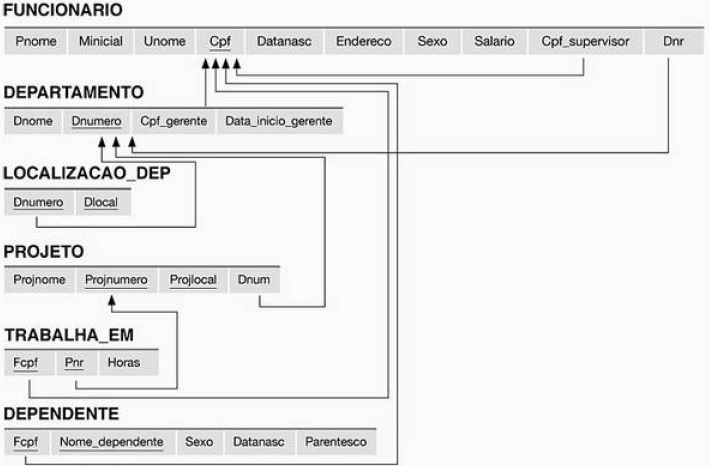 FUNCIONARIO
Pnome Minicial Unome Cpf Datanasc Endereco Sexo Salario Cpf_supervisor Dnr
DEPARTAMENTO
Dnome Dnumero Cpf_gerente Data_inicio_gerente
LOCALIZACAO_DEP
Dnumero Dlocal
PROJETO
Projnome Projnumero Projlocal Dnum
TRABALHA_EM
Fcpf Pnr Horas
DEPENDENTE
Fcpf Nome_dependente Sexo Datanasc Parentesco